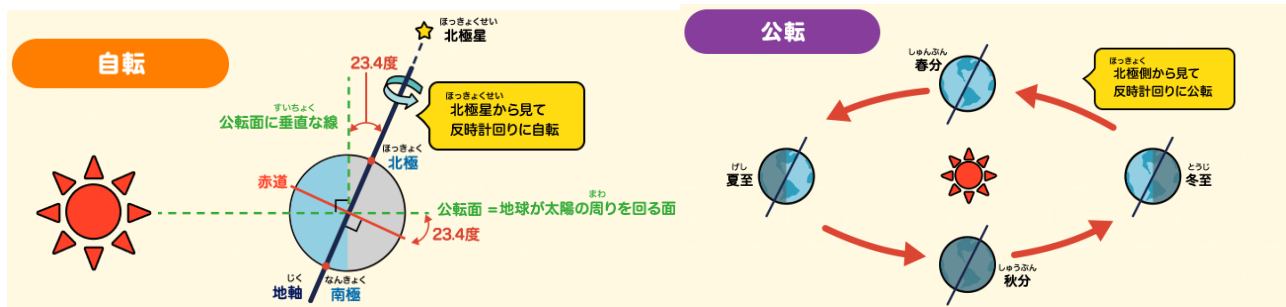 自転
ほっきょくせい
北極星
23.4度
すいちょく
公転面に垂直な線
ほっきょくせい
北極星から見て
反時計回りに自転
ほっきょく
北極
赤道
まわ
公転面 =地球が太陽の周りを回る面
23.4度
じく
地軸
なんきょく
南極
公転
しゅんぶん
春分
ほっきょく
北極側から見て
反時計回りに公転
げし
夏至
とうじ
冬至
しゅうぶん
秋分